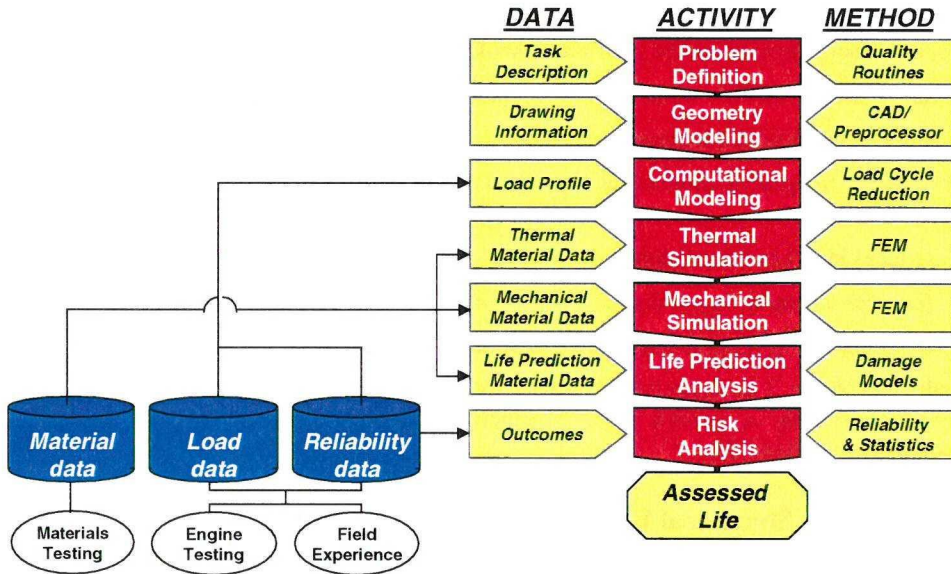 DATA ACTIVITY METHOD
Task
Description
Problem
Definition
Quality
Routines
Drawing
Information
Geometry
Modeling
CAD/
Preprocessor
Load Profile
Computational
Modeling
Load Cycle
Reduction
Thermal
Material Data
Thermal
Simulation
FEM
Mechanical
Material Data
Mechanical
Simulation
FEM
Life Prediction
Material Data
Life Prediction
Analysis
Damage
Models
Outcomes
Risk
Analysis
Reliability
& Statistics
Assessed
Life
Material
data
Load
data
Reliability
data
Materials
Testing
Engine
Testing
Field
Experience